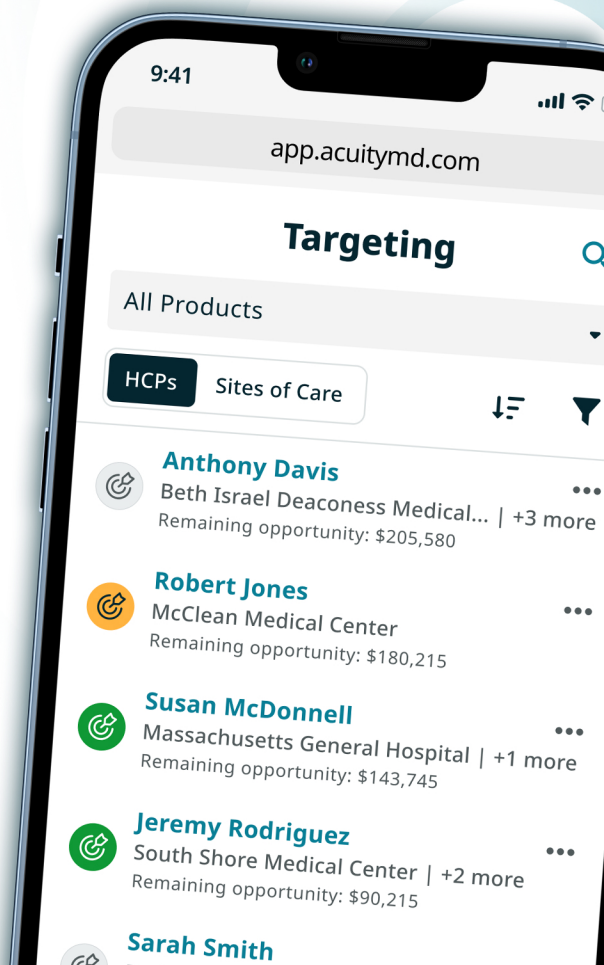 9:41
app.acuitymd.com
Targeting
All Products
HCPs
Sites of Care
Anthony Davis
Beth Israel Deaconess Medical... | +3 more
Remaining opportunity: $205,580
Robert Jones
McClean Medical Center
Remaining opportunity: $180,215
Susan McDonnell
Massachusetts General Hospital | +1 more
Remaining opportunity: $143,745
Jeremy Rodriguez
South Shore Medical Center | +2 more
Remaining opportunity: $90,215
Sarah Smith